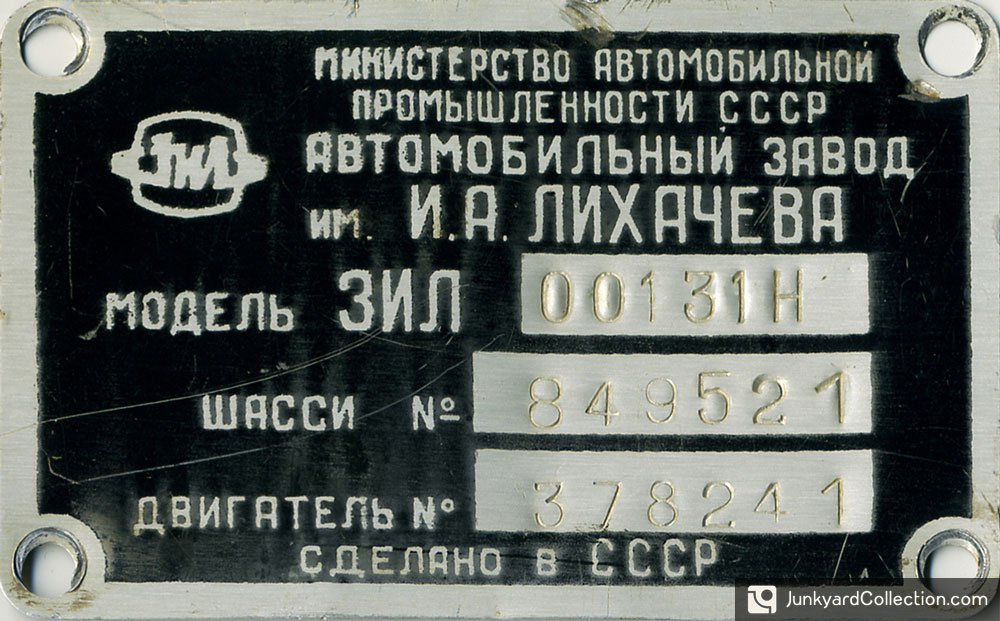 МИНИСТЕРСТВО АВТОМОБИЛЬНОЙ
ПРОМЫШЛЕННОСТИ СССР
ЗИЛ
АВТОМОБИЛЬНЫЙ ЗАВОД
ИМ. И.А. ЛИХАЧЕВА
МОДЕЛЬ ЗИЛ 00131Н
ШАССИ № 849521
ДВИГАТЕЛЬ № 378241
СДЕЛАНО В СССР
JunkyardCollection.com